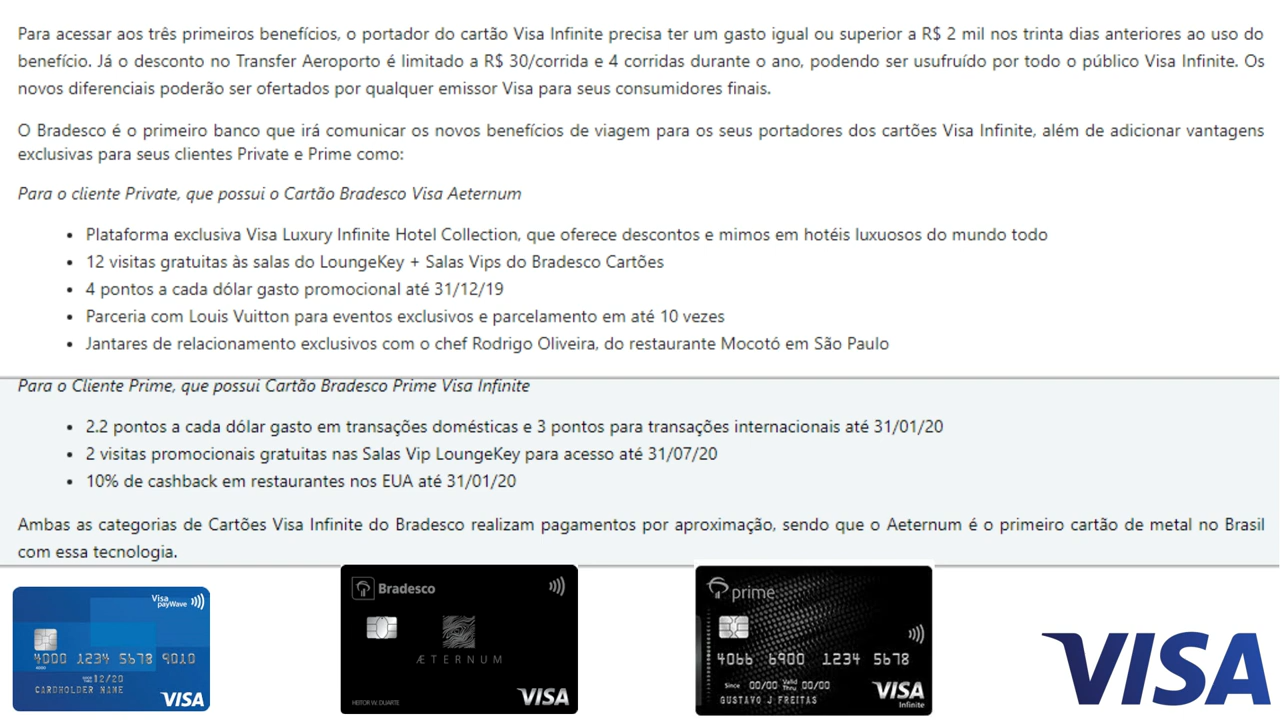 Para acessar aos três primeiros benefícios, o portador do cartão Visa Infinite precisa ter um gasto igual ou superior a R$ 2 mil nos trinta dias anteriores ao uso do
benefício. Já o desconto no Transfer Aeroporto é limitado a R$ 30/corrida e 4 corridas durante o ano, podendo ser usufruído por todo o público Visa Infinite. Os
novos diferenciais poderão ser ofertados por qualquer emissor Visa para seus consumidores finais.
O Bradesco é o primeiro banco que irá comunicar os novos benefícios de viagem para os seus portadores dos cartões Visa Infinite, além de adicionar vantagens
exclusivas para seus clientes Private e Prime como:
Para o cliente Private, que possui o Cartão Bradesco Visa Aeternum
• Plataforma exclusiva Visa Luxury Infinite Hotel Collection, que oferece descontos e mimos em hotéis luxuosos do mundo todo
• 12 visitas gratuitas às salas do LoungeKey + Salas Vips do Bradesco Cartões
• 4 pontos a cada dólar gasto promocional até 31/12/19
• Parceria com Louis Vuitton para eventos exclusivos e parcelamento em até 10 vezes
• Jantares de relacionamento exclusivos com o chef Rodrigo Oliveira, do restaurante Mocotó em São Paulo
Para o Cliente Prime, que possui Cartão Bradesco Prime Visa Infinite
• 2.2 pontos a cada dólar gasto em transações domésticas e 3 pontos para transações internacionais até 31/01/20
• 2 visitas promocionais gratuitas nas Salas Vip LoungeKey para acesso até 31/07/20
• 10% de cashback em restaurantes nos EUA até 31/01/20
Ambas as categorias de Cartões Visa Infinite do Bradesco realizam pagamentos por aproximação, sendo que o Aeternum é o primeiro cartão de metal no Brasil
com essa tecnologia.
Visa
payWave
4000 1234 5678 9010
4000
12/20
CARDHOLDER NAME
VISA
Bradesco
ÆTERNUM
HEITOR W. DUARTE
VISA
prime
4066 6900 1234 5678
Since 00/00 Valid Thru 00/00
GUSTAVO J FREITAS
VISA
Infinite
VISA